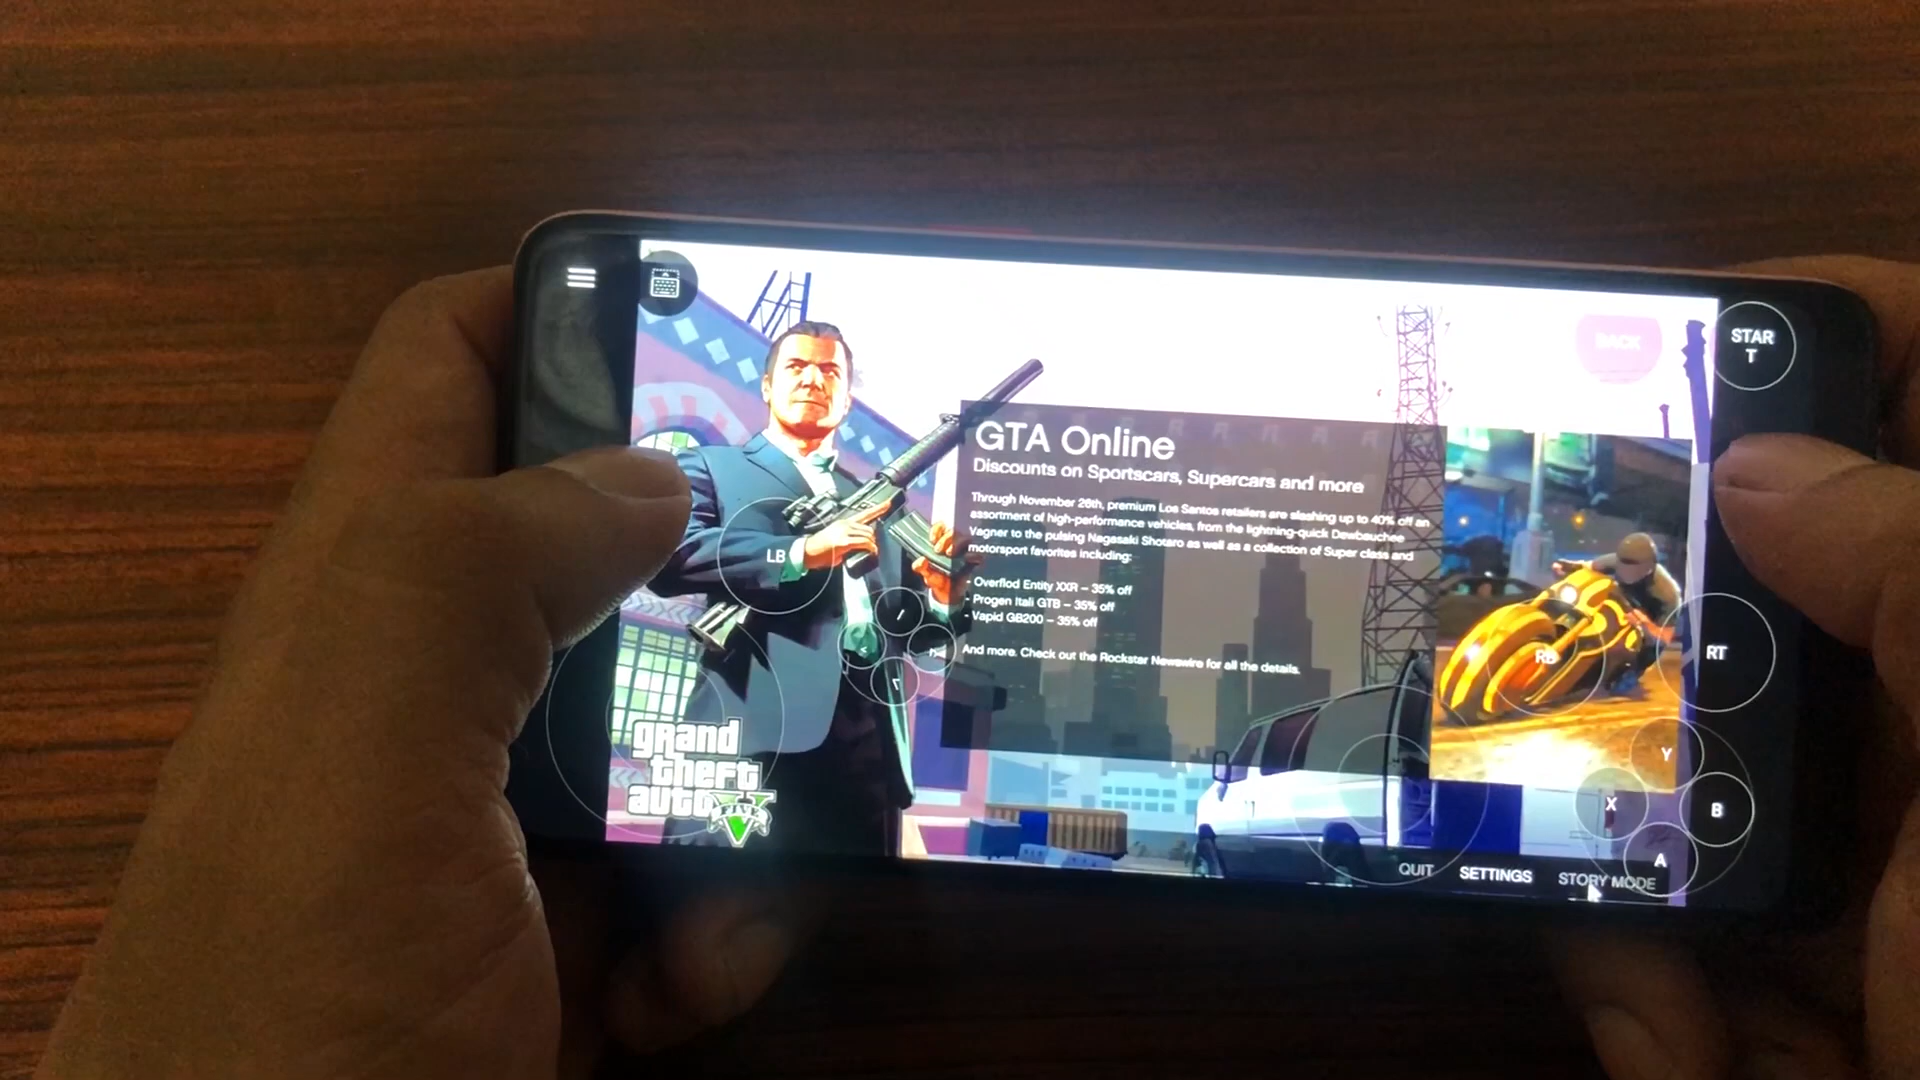 BACK
STAR
T
GTA Online
Discounts on Sportscars, Supercars and more
Through November 26th, premium Los Santos retailers are slashing up to 40% off an
assortment of high-performance vehicles, from the lightning-quick Dewbauchee
Vagner to the pulsing Nagasaki Shotaro as well as a collection of Super class and
motorsport favorites including:
- Overflod Entity XXR – 35% off
- Progen Itali GTB – 35% off
- Vapid GB200 – 35% off
And more. Check out the Rockstar Newswire for all the details.
LB
RB
RT
Y
X
B
A
grand
theft
auto
V
FIVE
QUIT
SETTINGS
STORY MODE